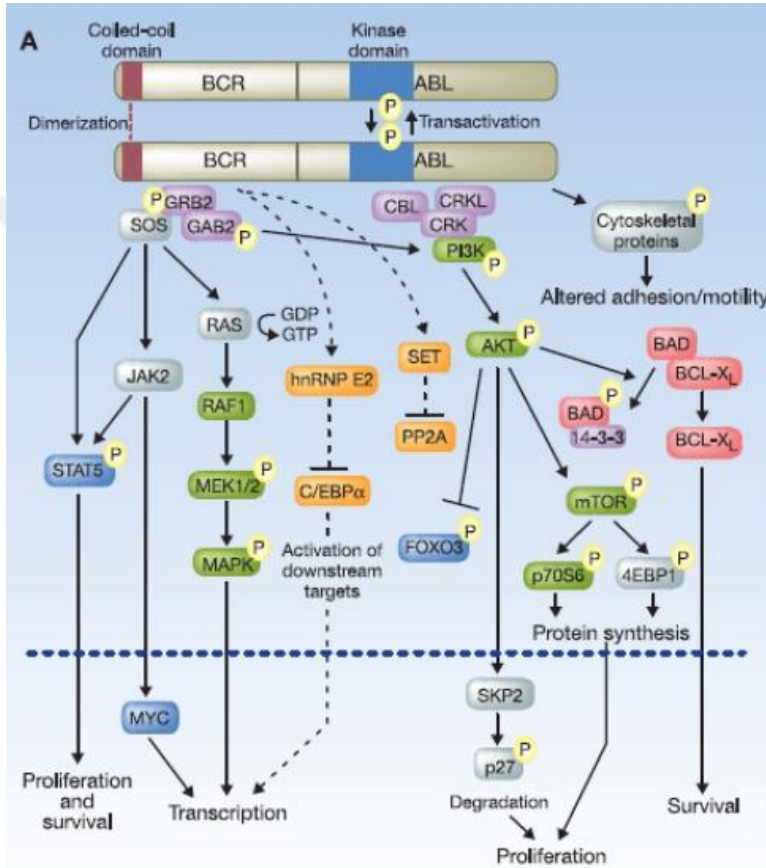 A
Coiled-coil
domain
Kinase
domain
BCR
ABL
P
Dimerization
P
Transactivation
BCR
ABL
P
GRB2
SOS
GAB2
P
CBL
CRKL
CRK
PI3K
P
P
Cytoskeletal
proteins
Altered adhesion/motility
RAS
GDP
GTP
SET
AKT
P
BAD
BCL-XL
JAK2
hnRNP E2
RAF1
PP2A
P
BAD
14-3-3
BCL-XL
STAT5
P
MEK1/2
P
C/EBPα
mTOR
P
Activation of
downstream
targets
FOXO3
P
MAPK
P
p70S6
P
4EBP1
P
Protein synthesis
SKP2
MYC
p27
P
Proliferation
and
survival
Transcription
Degradation
Survival
Proliferation